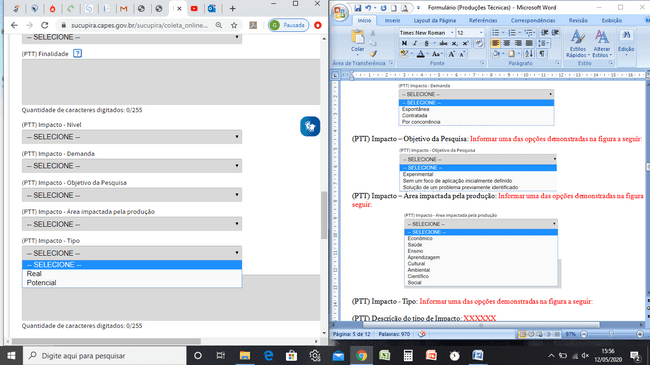 sucupira.capes.gov.br/sucupira/coleta_online...
Pausada
-- SELECIONE --
(PTT) Finalidade ?
Quantidade de caracteres digitados: 0/255
(PTT) Impacto - Nível
-- SELECIONE --
(PTT) Impacto - Demanda
-- SELECIONE --
(PTT) Impacto - Objetivo da Pesquisa
-- SELECIONE --
(PTT) Impacto - Área impactada pela produção
-- SELECIONE --
(PTT) Impacto - Tipo
-- SELECIONE --
-- SELECIONE --
Real
Potencial
Quantidade de caracteres digitados: 0/255
Formulário (Produções Técnicas) - Microsoft Word
Início Inserir Layout da Página Referências Correspondências Revisão Exibição
Times New Roman 12
Colar
Estilos Rápidos
Alterar Estilos
Edição
Área de Transferência Fonte Parágrafo Estilo
(PTT) Impacto - Demanda
-- SELECIONE --
-- SELECIONE --
Espontânea
Contratada
Por concorrência
(PTT) Impacto – Objetivo da Pesquisa: Informar uma das opções demonstradas na figura a seguir:
(PTT) Impacto - Objetivo da Pesquisa
-- SELECIONE --
-- SELECIONE --
Experimental
Sem um foco de aplicação inicialmente definido
Solução de um problema previamente identificado
(PTT) Impacto – Área impactada pela produção: Informar uma das opções demonstradas na figura a
seguir:
(PTT) Impacto - Área impactada pela produção
-- SELECIONE --
-- SELECIONE --
Econômico
Saúde
Ensino
Aprendizagem
Cultural
Ambiental
Científico
Social
(PTT) Impacto - Tipo: Informar uma das opções demonstradas na figura a seguir:
(PTT) Descrição do tipo de Impacto: XXXXXX
Página: 5 de 12 Palavras: 970 87%
Digite aqui para pesquisar
15:56
12/05/2020